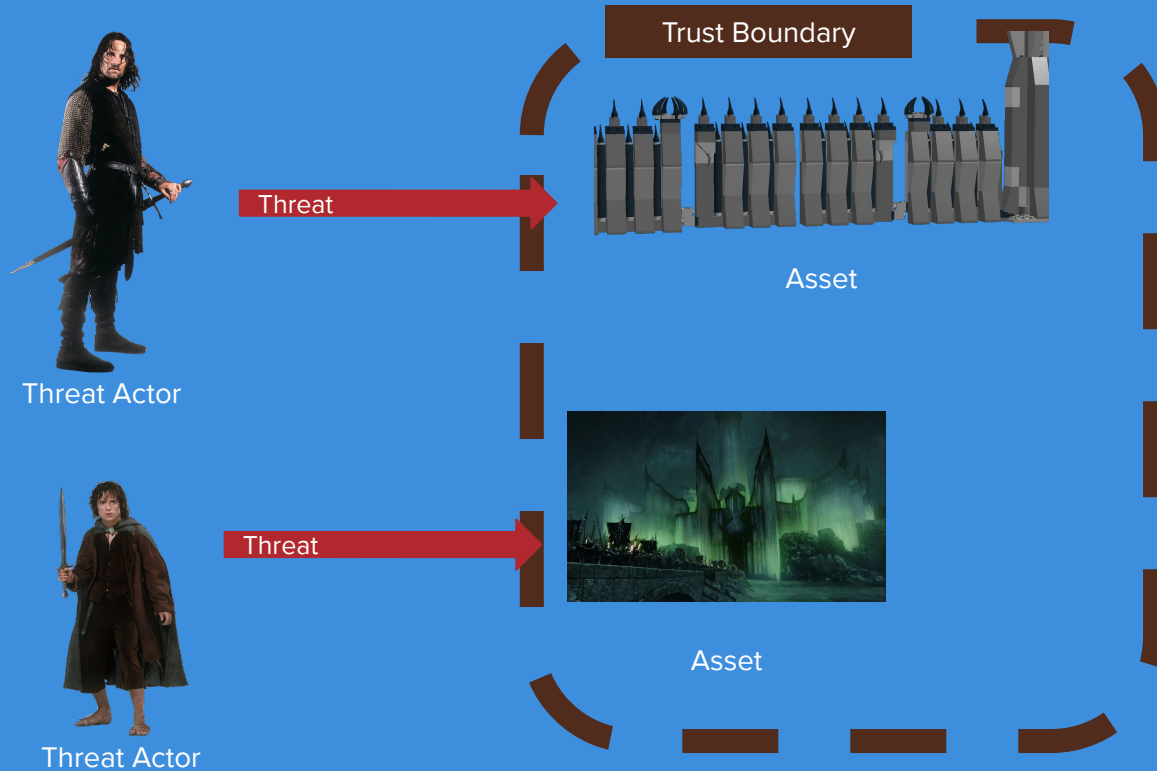 Trust Boundary
Threat
Asset
Threat Actor
Threat
Asset
Threat Actor